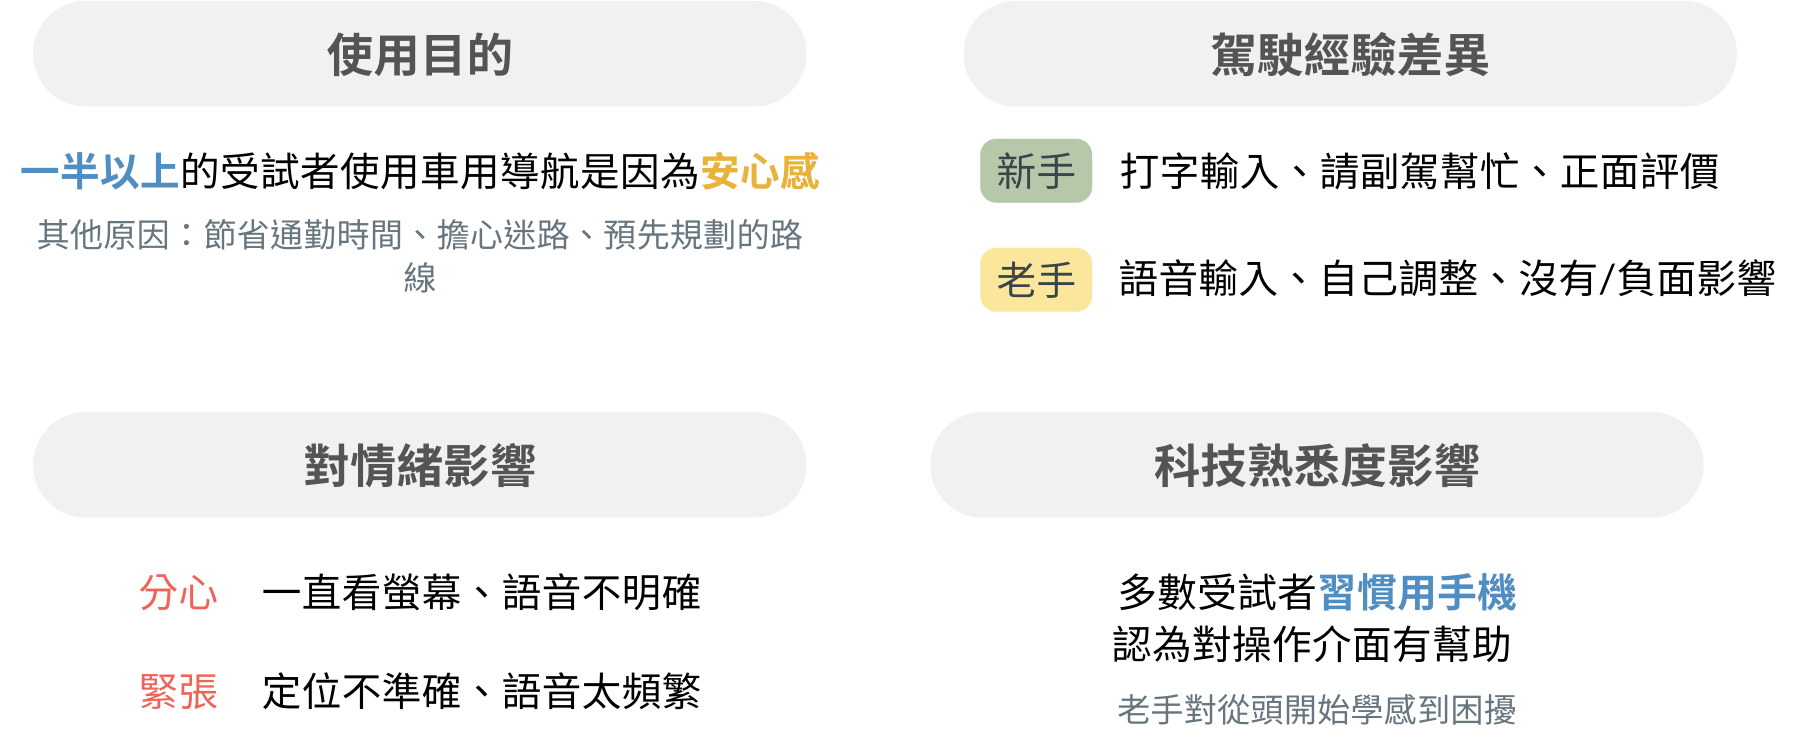 使用目的
一半以上的受試者使用車用導航是因為安心感
其他原因：節省通勤時間、擔心迷路、預先規劃的路
線
駕駛經驗差異
新手 打字輸入、請副駕幫忙、正面評價
老手 語音輸入、自己調整、沒有/負面影響
對情緒影響
分心 一直看螢幕、語音不明確
緊張 定位不準確、語音太頻繁
科技熟悉度影響
多數受試者習慣用手機
認為對操作介面有幫助
老手對從頭開始學感到困擾